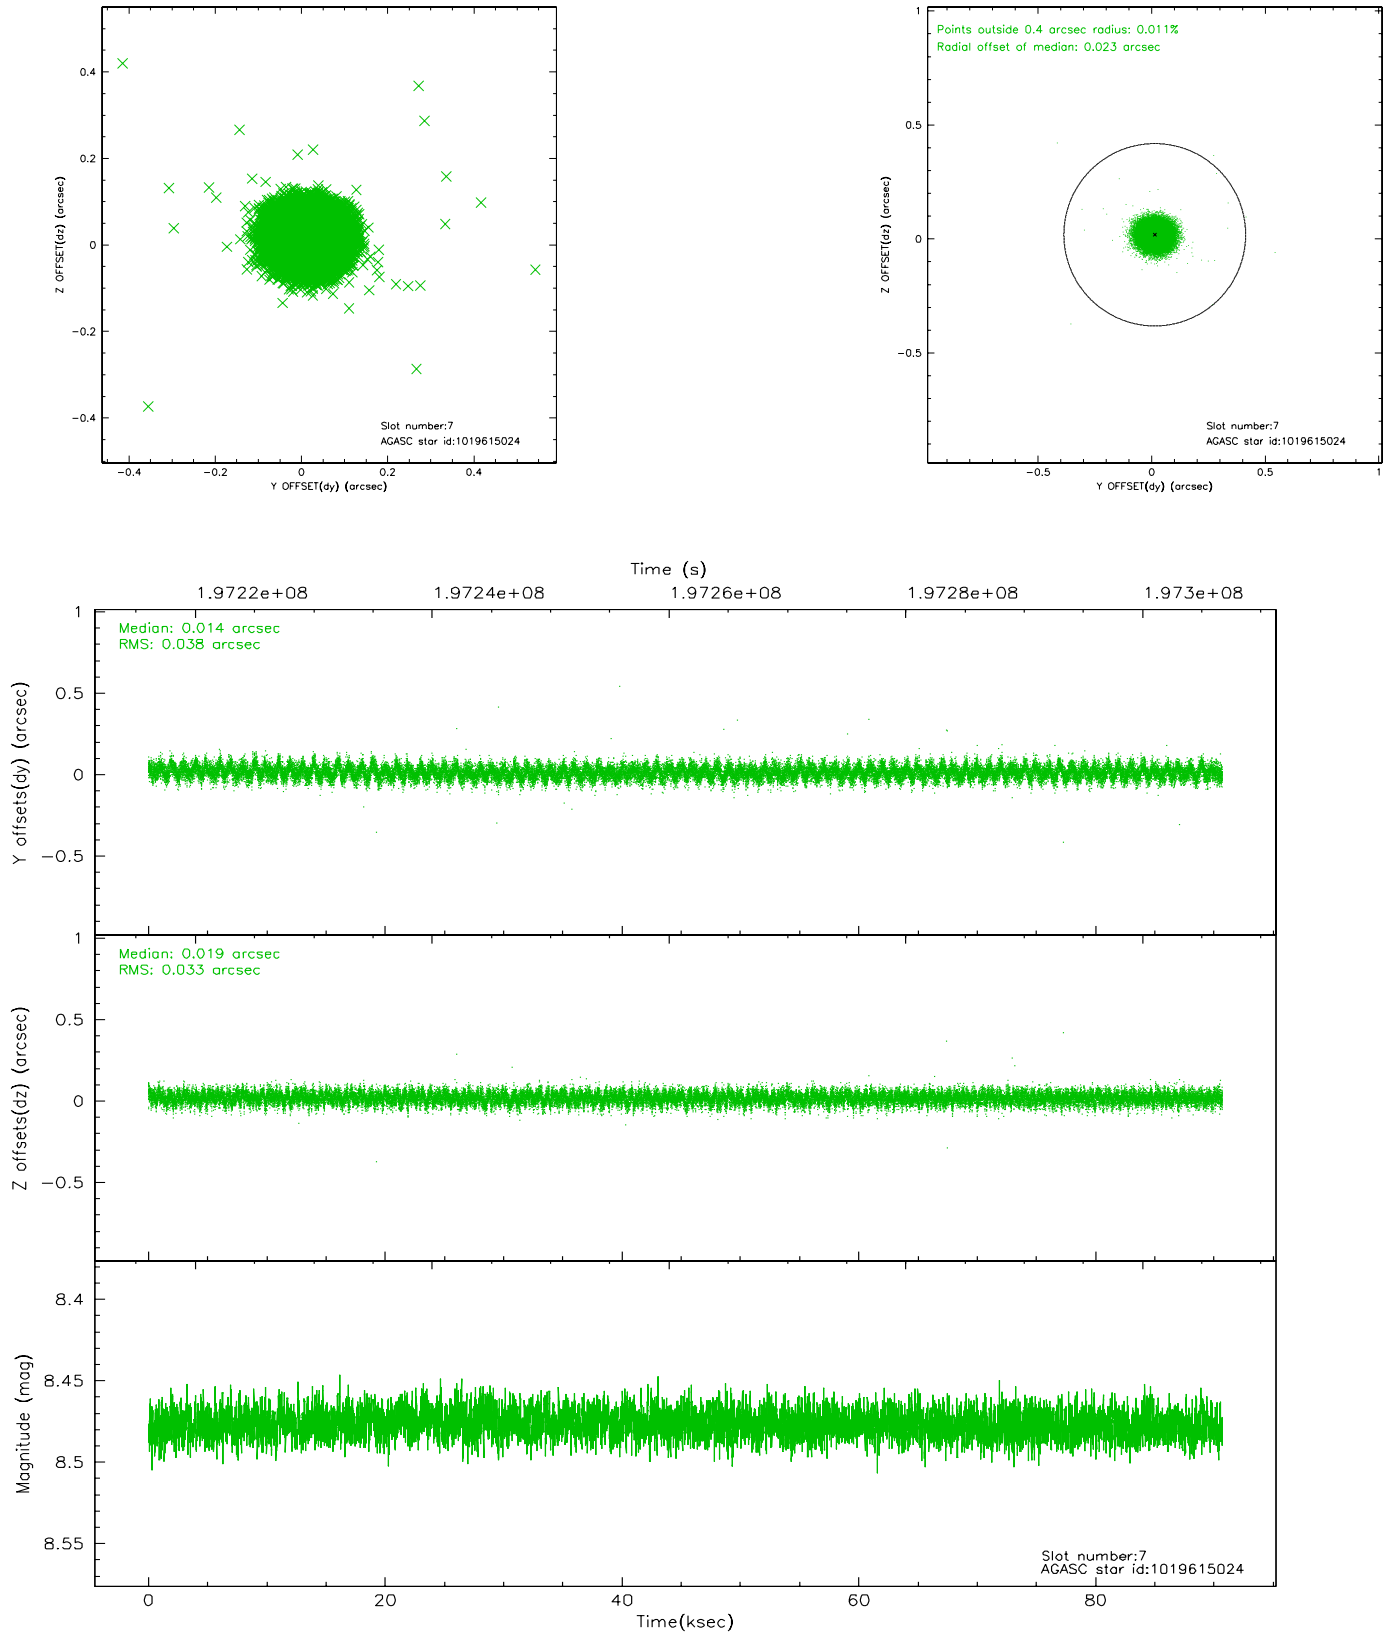 0.4
0.2
0
−0.2
−0.4
Z OFFSET(dz) (arcsec)
−0.4 −0.2 0 0.2 0.4
Y OFFSET(dy) (arcsec)
Slot number:7
AGASC star id:1019615024
Points outside 0.4 arcsec radius: 0.011%
Radial offset of median: 0.023 arcsec
1
0.5
0
−0.5
Z OFFSET(dz) (arcsec)
−0.5 0 0.5 1
Y OFFSET(dy) (arcsec)
Slot number:7
AGASC star id:1019615024
Time (s)
1.9722e+08 1.9724e+08 1.9726e+08 1.9728e+08 1.973e+08
Median: 0.014 arcsec
RMS: 0.038 arcsec
1
0.5
0
−0.5
Y offsets(dy) (arcsec)
Median: 0.019 arcsec
RMS: 0.033 arcsec
1
0.5
0
−0.5
Z offsets(dz) (arcsec)
8.4
8.45
8.5
8.55
Magnitude (mag)
Slot number:7
AGASC star id:1019615024
0 20 40 60 80
Time(ksec)